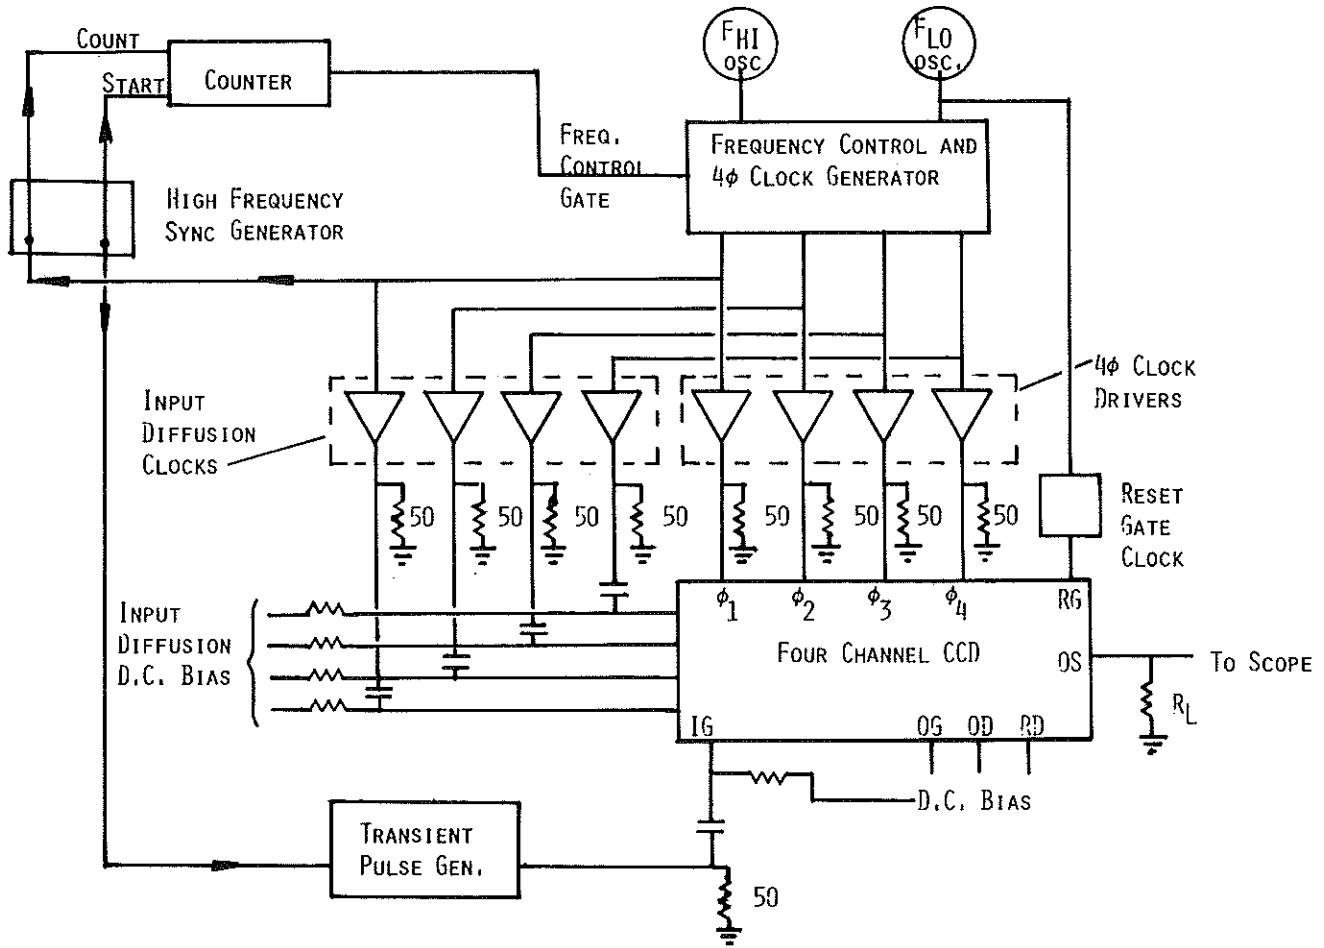 COUNT
START
COUNTER
FHI
OSC
FLO
OSC.
FREQ.
CONTROL
GATE
FREQUENCY CONTROL AND
4φ CLOCK GENERATOR
HIGH FREQUENCY
SYNC GENERATOR
4φ CLOCK
DRIVERS
INPUT
DIFFUSION
CLOCKS
50
50
50
50
50
50
50
50
RESET
GATE
CLOCK
INPUT
DIFFUSION
D.C. BIAS
φ1
φ2
φ3
φ4
RG
FOUR CHANNEL CCD
OS
TO SCOPE
RL
IG
OG
OD
RD
D.C. BIAS
TRANSIENT
PULSE GEN.
50